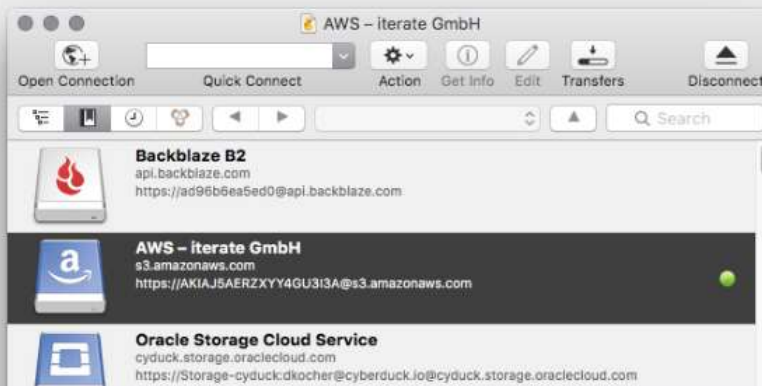 AWS – iterate GmbH
Open Connection
Quick Connect
Action
Get Info
Edit
Transfers
Disconnect
Search
Backblaze B2
api.backblaze.com
https://ad96b6ea5ed0@api.backblaze.com
a
AWS – iterate GmbH
s3.amazonaws.com
https://AKIAJ5AERZXYY4GU3I3A@s3.amazonaws.com
Oracle Storage Cloud Service
cyduck.storage.oraclecloud.com
https://Storage-cyduck:dkocher@cyberduck.io@cyduck.storage.oraclecloud.com